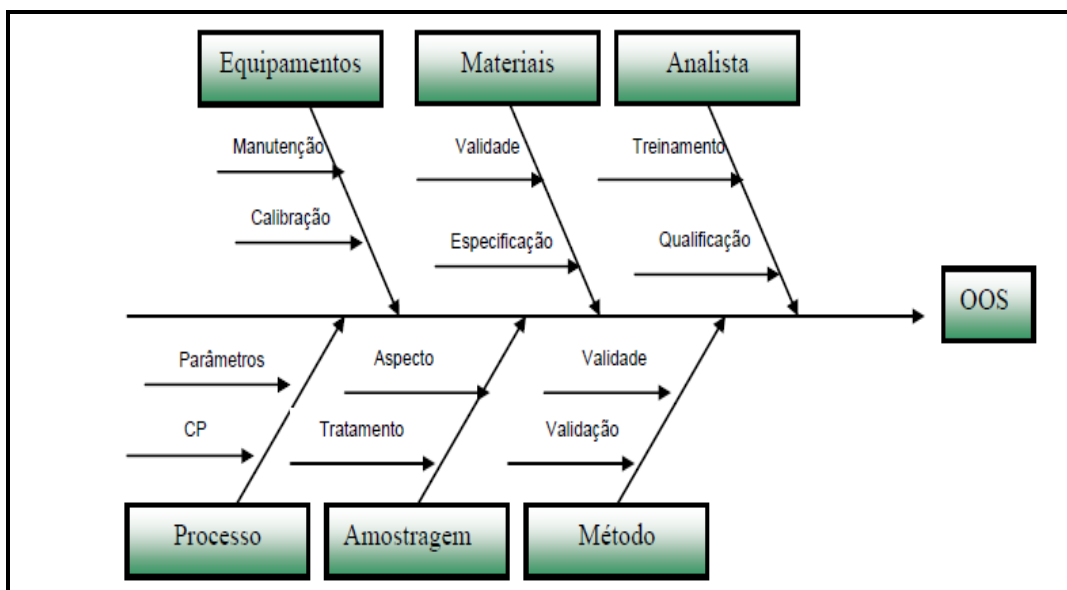 Equipamentos
Materiais
Analista
Manutenção
Validade
Treinamento
Calibração
Especificação
Qualificação
OOS
Parâmetros
Aspecto
Validade
CP
Tratamento
Validação
Processo
Amostragem
Método